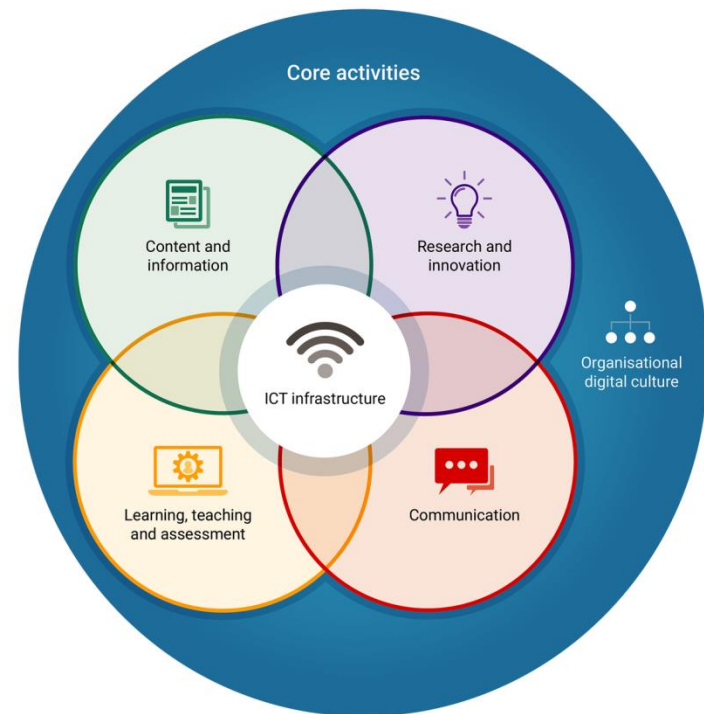 Core activities
Content and
information
Research and
innovation
Organisational
digital culture
ICT infrastructure
Learning, teaching
and assessment
Communication